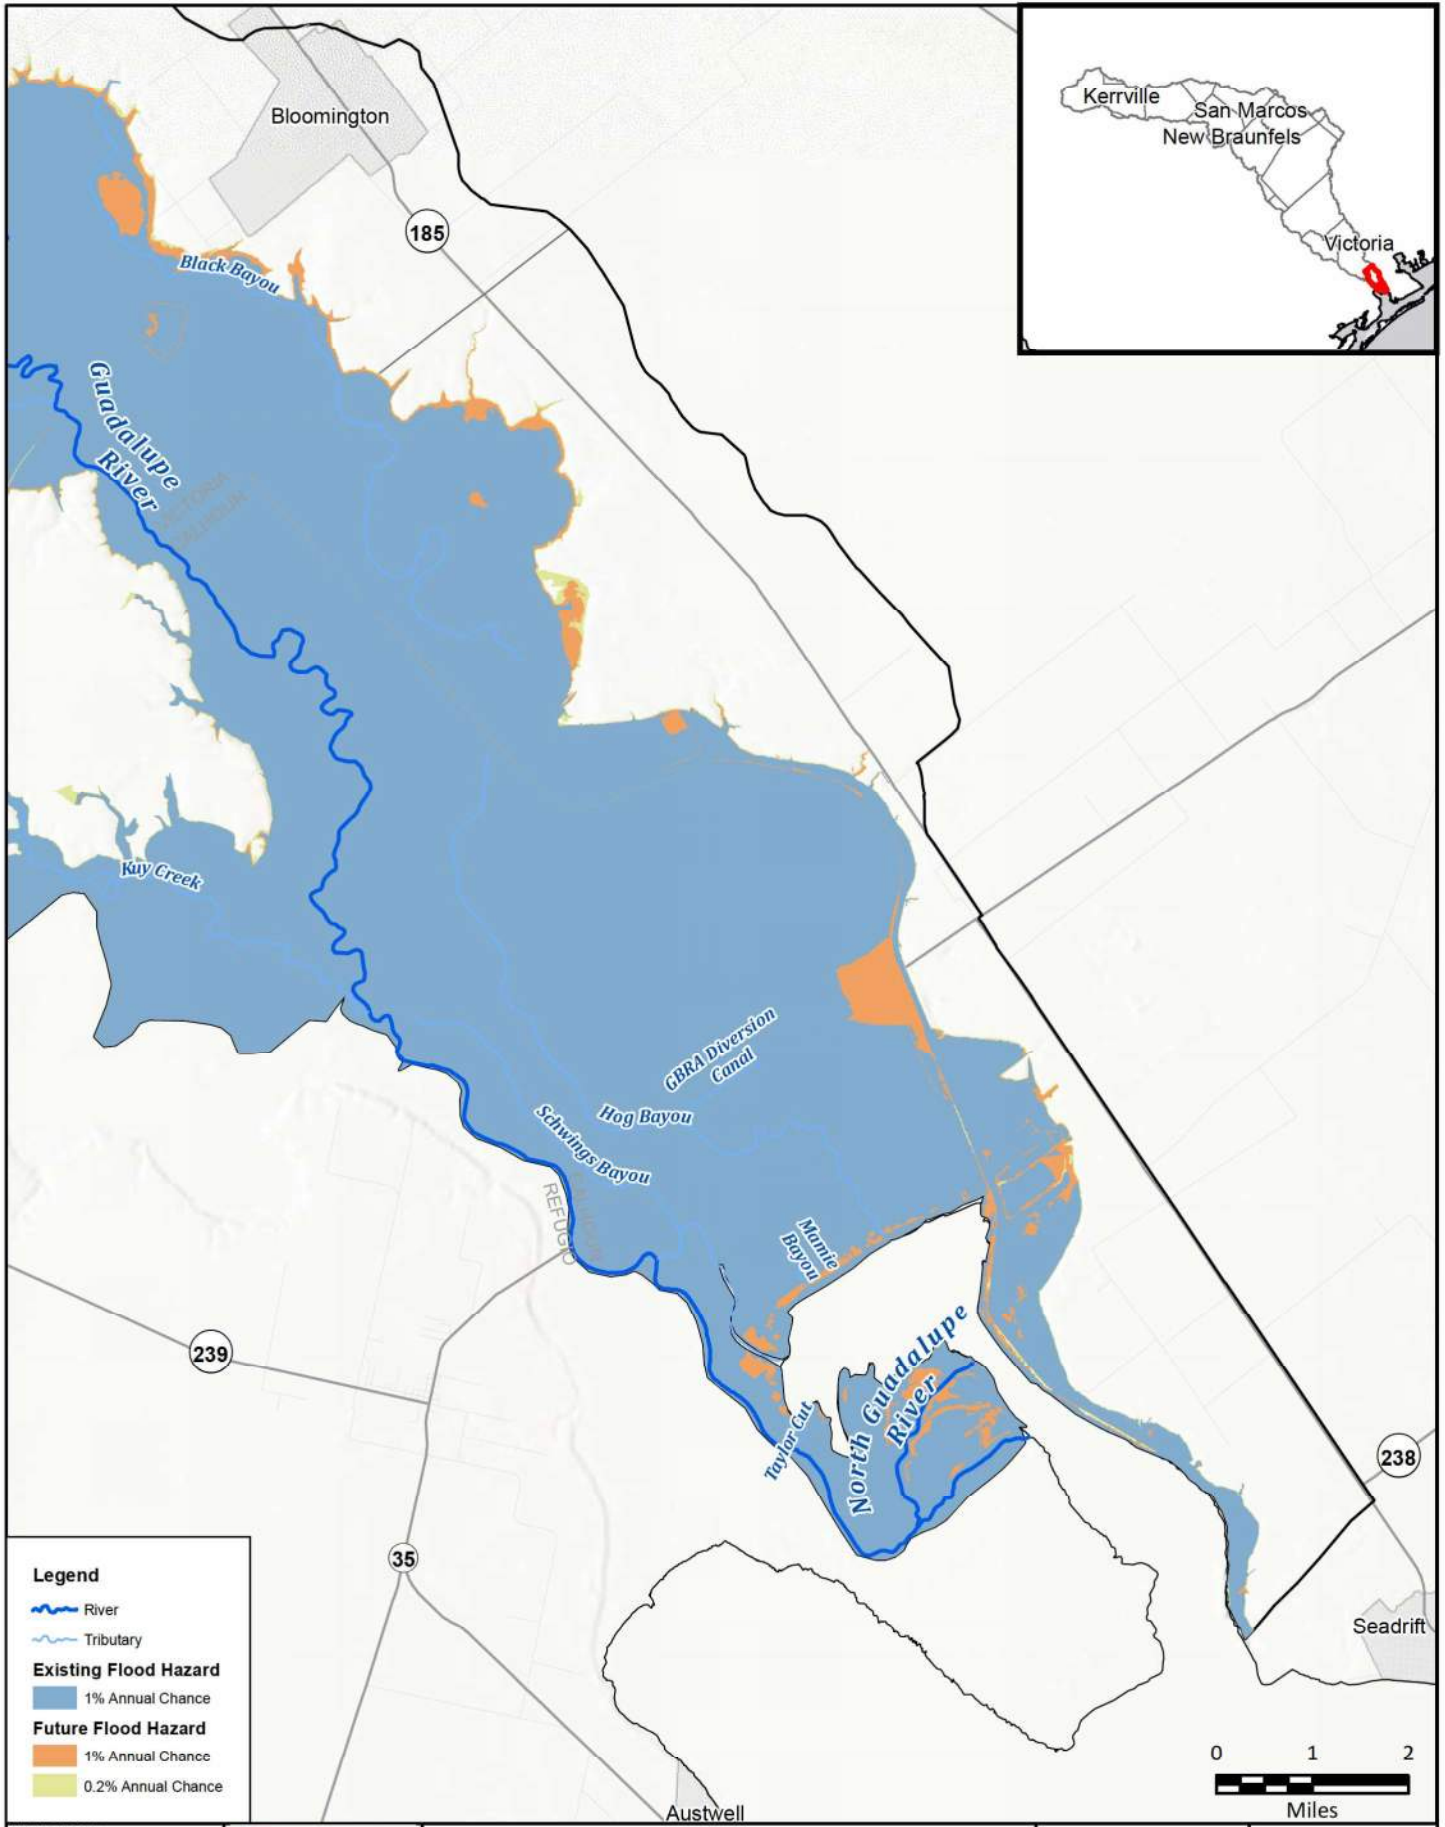 Bloomington
Kerrville
San Marcos
New Braunfels
Victoria
185
Black Bayou
Guadalupe
River
VICTORIA
CALHOUN
Kuy Creek
GBRA Diversion
Canal
Hog Bayou
Schwings Bayou
CALHOUN
REFUGIO
Mamie
Bayou
North Guadalupe
River
Taylor Cut
239
238
35
Seadrift
Austwell
Legend
River
Tributary
Existing Flood Hazard
1% Annual Chance
Future Flood Hazard
1% Annual Chance
0.2% Annual Chance
0 1 2
Miles